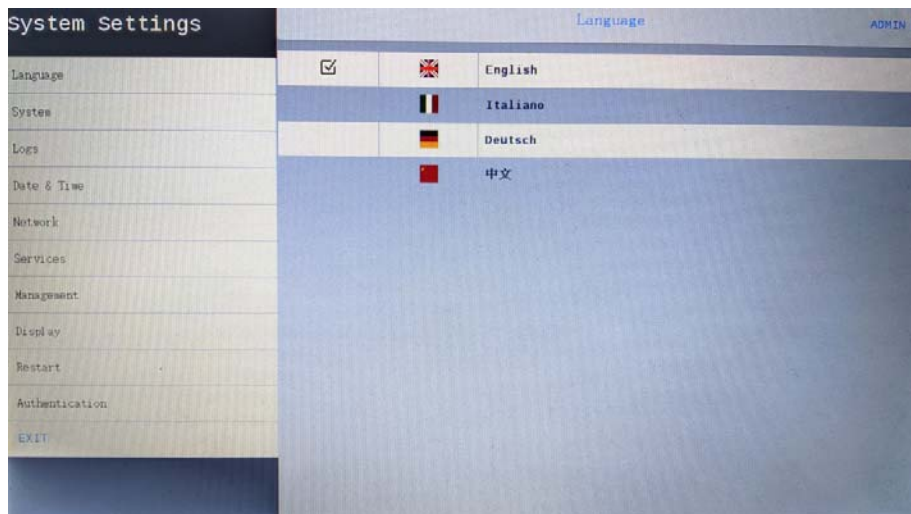 System Settings
Language
ADMIN
Language
System
Logs
Date & Time
Network
Services
Management
Display
Restart
Authentication
EXIT
English
Italiano
Deutsch
中文